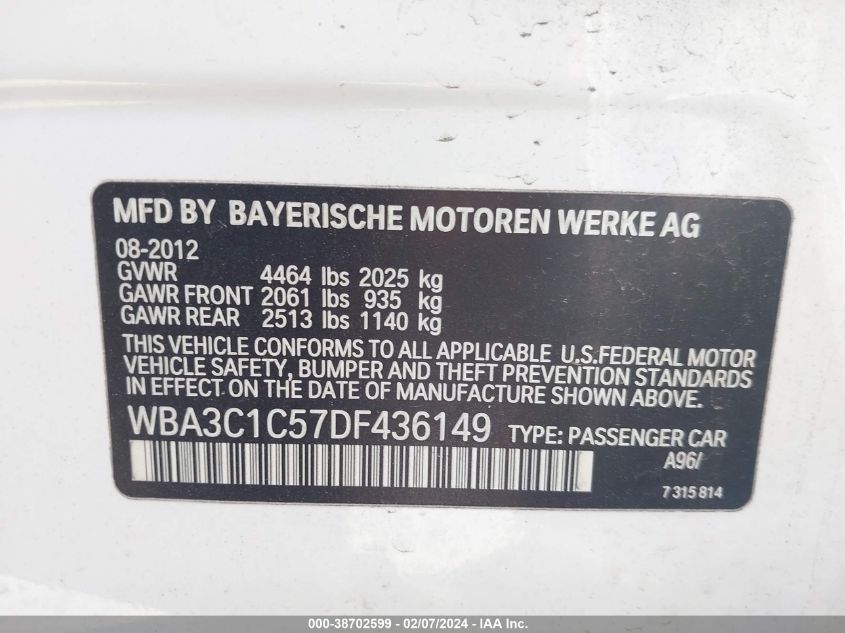 MFD BY BAYERISCHE MOTOREN WERKE AG
08-2012
GVWR 4464 lbs 2025 kg
GAWR FRONT 2061 lbs 935 kg
GAWR REAR 2513 lbs 1140 kg
THIS VEHICLE CONFORMS TO ALL APPLICABLE U.S.FEDERAL MOTOR
VEHICLE SAFETY, BUMPER AND THEFT PREVENTION STANDARDS
IN EFFECT ON THE DATE OF MANUFACTURE SHOWN ABOVE.
WBA3C1C57DF436149 TYPE: PASSENGER CAR
A96/
7 315 814
000-38702599 - 02/07/2024 - IAA Inc.